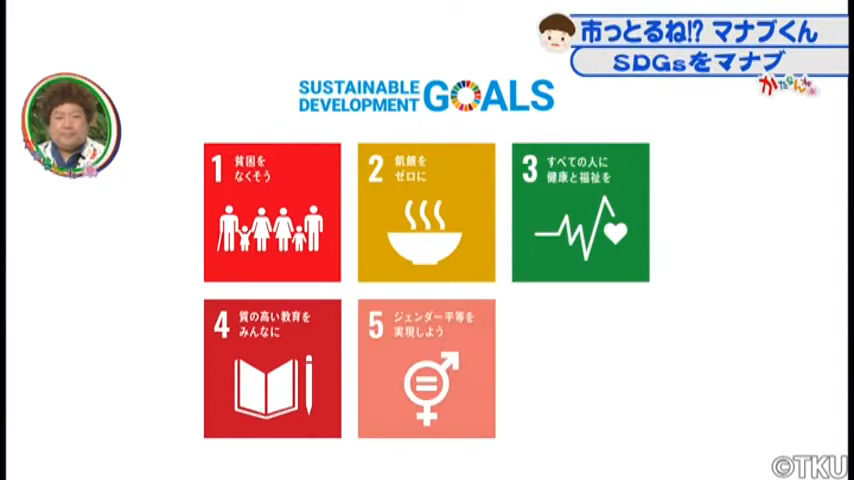 市っとるね!? マナブくん
SDGsをマナブ
SUSTAINABLE
DEVELOPMENT
GOALS
1 貧困を
なくそう
2 飢餓を
ゼロに
3 すべての人に
健康と福祉を
4 質の高い教育を
みんなに
5 ジェンダー平等を
実現しよう
©TKU